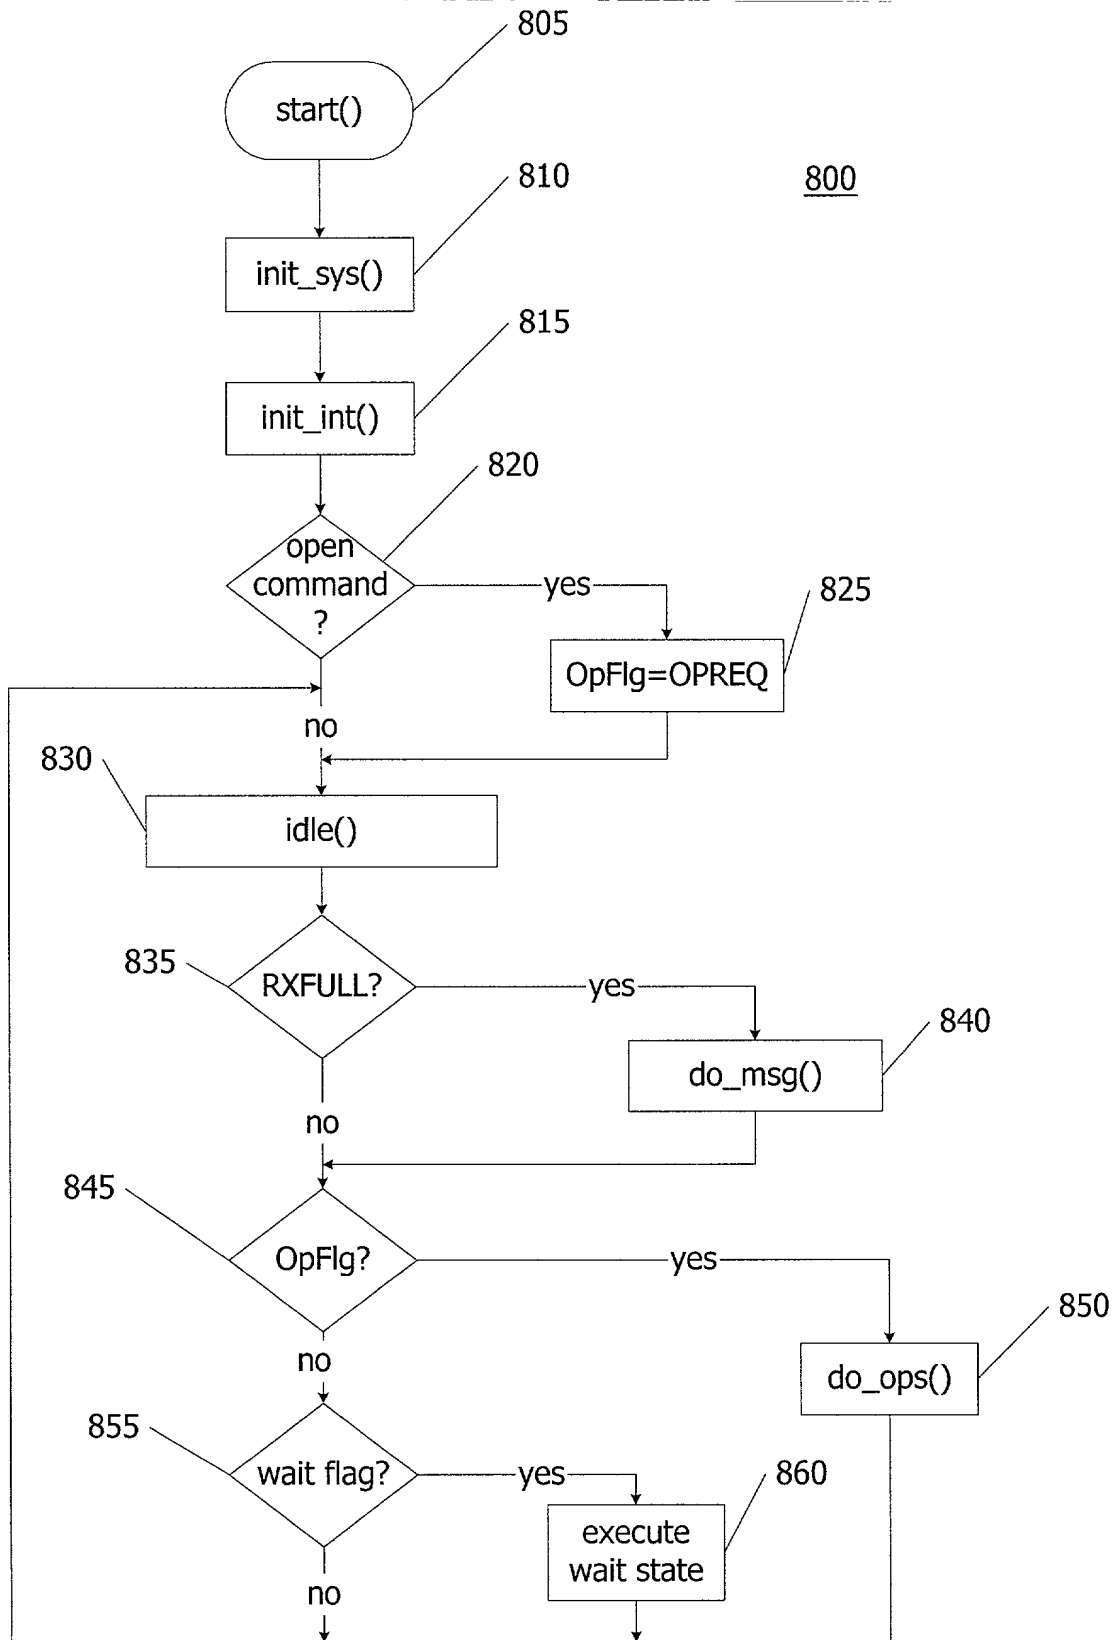 805
start()
810
800
init_sys()
815
init_int()
820
open
command
?
yes
825
OpFlg=OPREQ
no
830
idle()
835
RXFULL?
yes
840
do_msg()
no
845
OpFlg?
yes
850
no
do_ops()
855
wait flag?
yes
860
execute
wait state
no